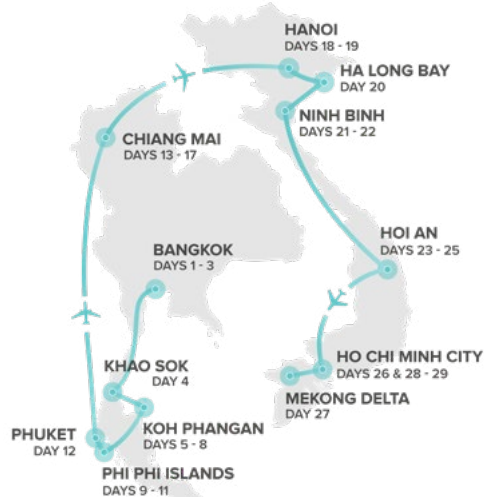 HANOI
DAYS 18 - 19
HA LONG BAY
DAY 20
NINH BINH
DAYS 21 - 22
CHIANG MAI
DAYS 13 - 17
HOI AN
DAYS 23 - 25
BANGKOK
DAYS 1 - 3
HO CHI MINH CITY
DAYS 26 & 28 - 29
KHAO SOK
DAY 4
MEKONG DELTA
DAY 27
KOH PHANGAN
DAYS 5 - 8
PHUKET
DAY 12
PHI PHI ISLANDS
DAYS 9 - 11